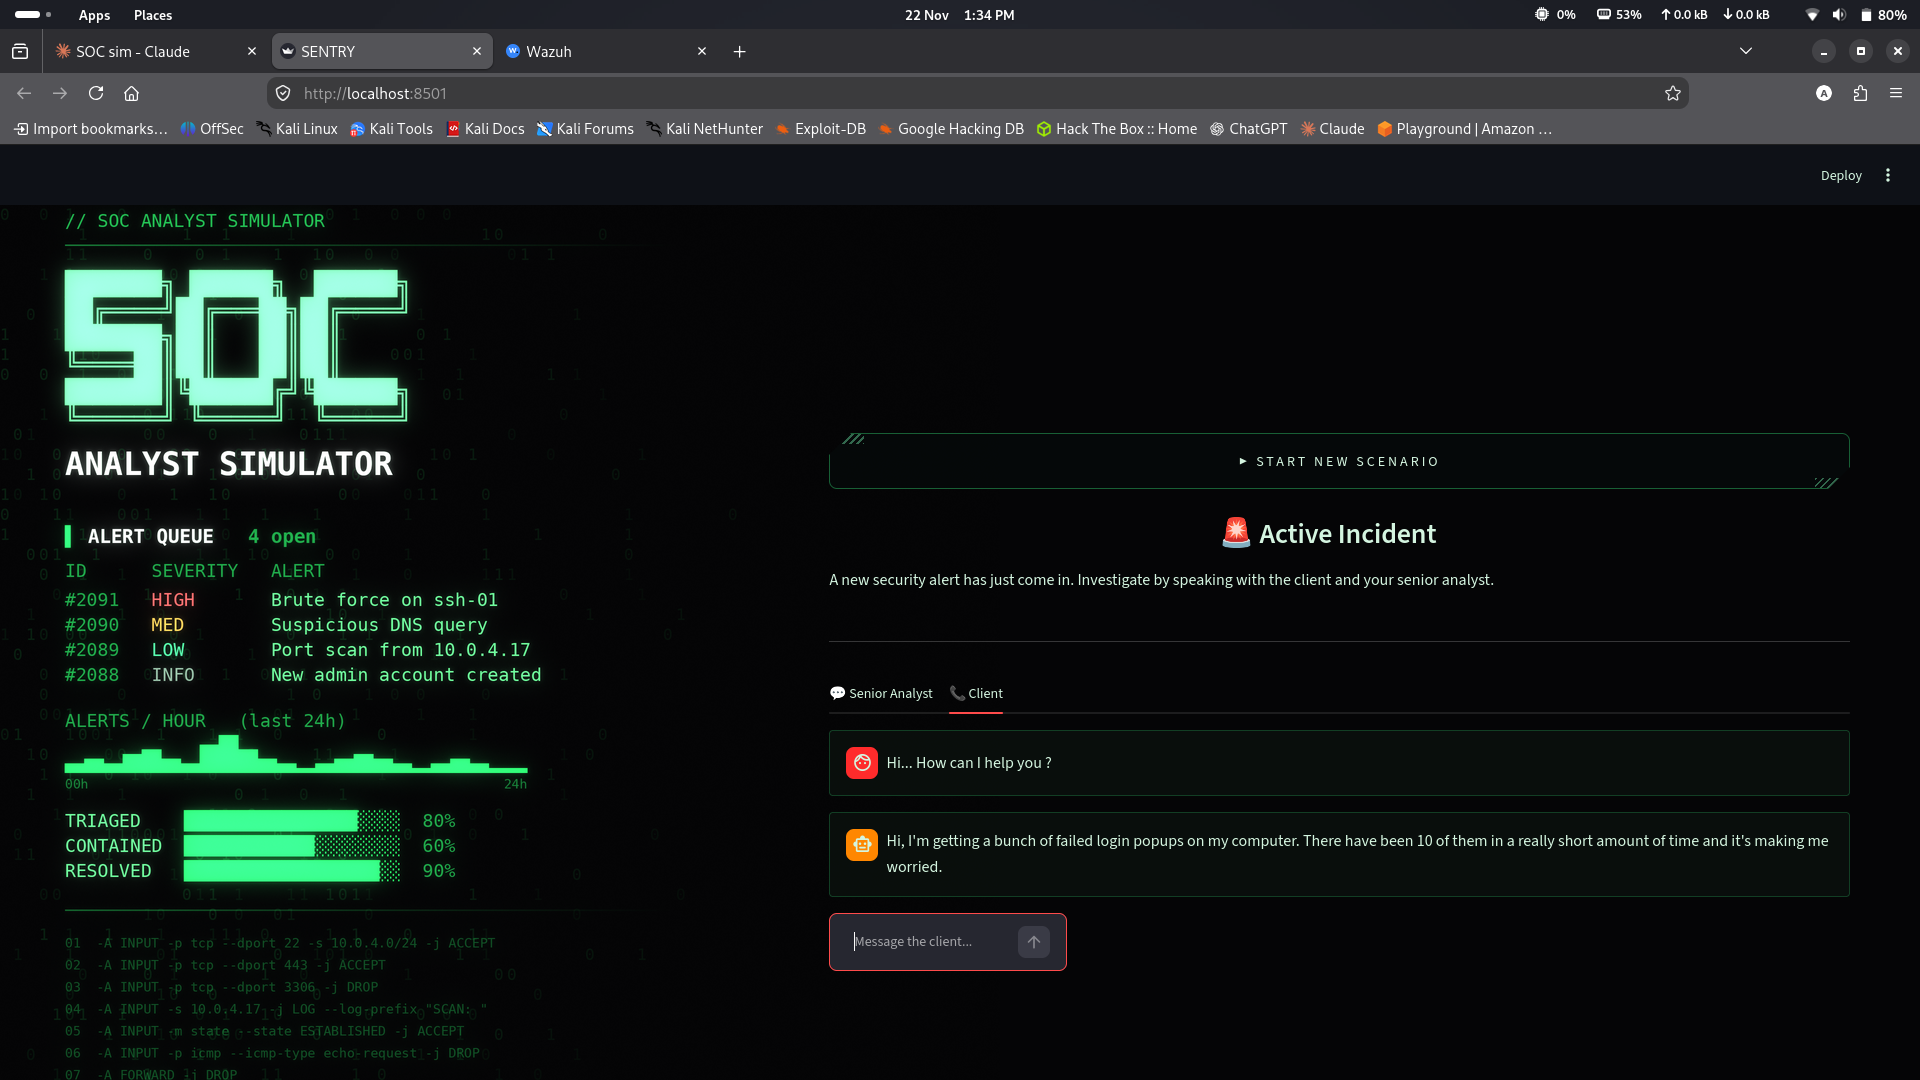 Apps Places 22 Nov 1:34 PM 0% 53% 0.0 kB 0.0 kB 80%
SOC sim - Claude SENTRY Wazuh
http://localhost:8501
Import bookmarks... OffSec Kali Linux Kali Tools Kali Docs Kali Forums Kali NetHunter Exploit-DB Google Hacking DB Hack The Box :: Home ChatGPT Claude Playground | Amazon ...
Deploy
// SOC ANALYST SIMULATOR
SOC
ANALYST SIMULATOR
ALERT QUEUE 4 open
ID SEVERITY ALERT
#2091 HIGH Brute force on ssh-01
#2090 MED Suspicious DNS query
#2089 LOW Port scan from 10.0.4.17
#2088 INFO New admin account created
ALERTS / HOUR (last 24h)
00h 24h
TRIAGED 80%
CONTAINED 60%
RESOLVED 90%
01 -A INPUT -p tcp --dport 22 -s 10.0.4.0/24 -j ACCEPT
02 -A INPUT -p tcp --dport 443 -j ACCEPT
03 -A INPUT -p tcp --dport 3306 -j DROP
04 -A INPUT -s 10.0.4.17 -j LOG --log-prefix "SCAN: "
05 -A INPUT -m state --state ESTABLISHED -j ACCEPT
06 -A INPUT -p icmp --icmp-type echo-request -j DROP
07 -A FORWARD -j DROP
▸ START NEW SCENARIO
🚨 Active Incident
A new security alert has just come in. Investigate by speaking with the client and your senior analyst.
💬 Senior Analyst 📞 Client
Hi... How can I help you ?
Hi, I'm getting a bunch of failed login popups on my computer. There have been 10 of them in a really short amount of time and it's making me
worried.
Message the client...